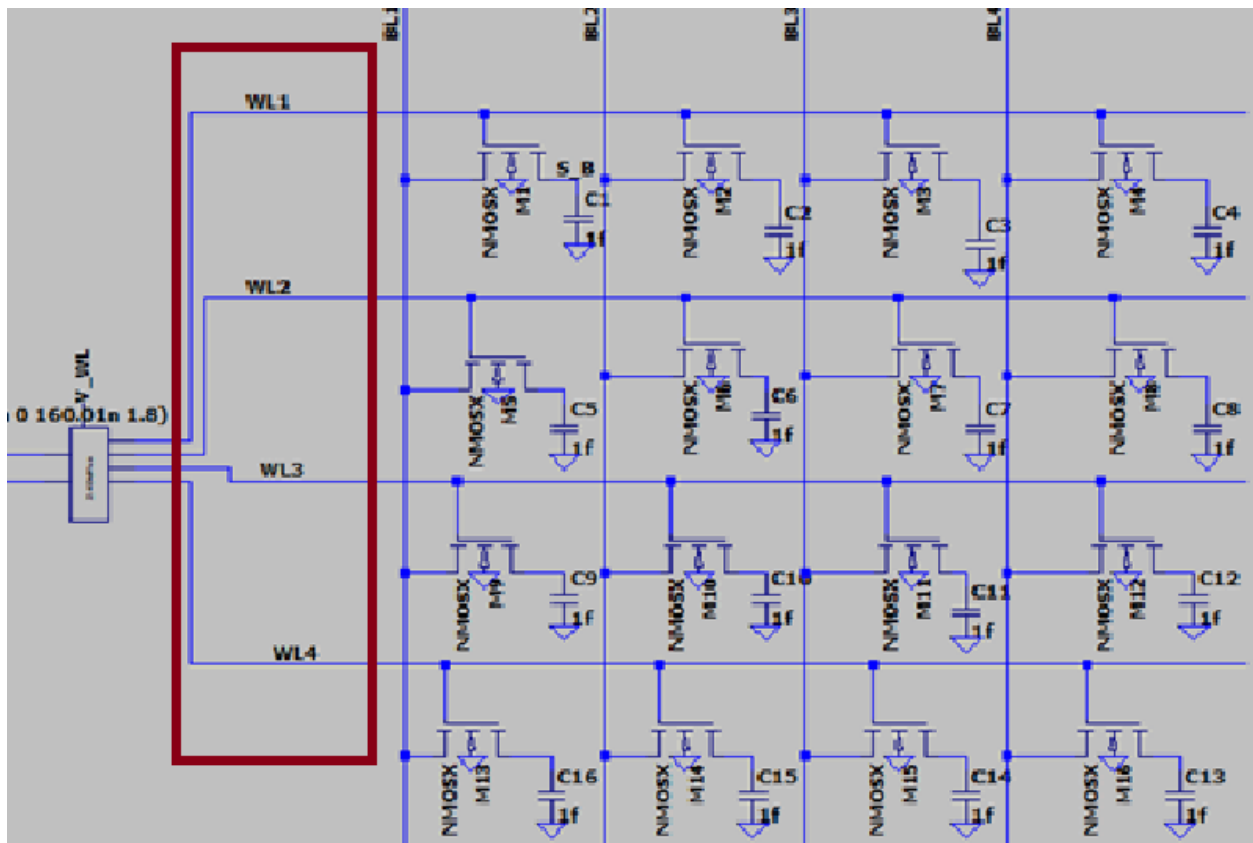 BL1 BL2 BL3 BL4
WL1
S_B
NMOSX M1 C1 1f
NMOSX M2 C2 1f
NMOSX M3 C3 1f
NMOSX M4 C4 1f
WL2
V_WL
n 0 160.01n 1.8)
NMOSX M5 C5 1f
NMOSX M6 C6 1f
NMOSX M7 C7 1f
NMOSX M8 C8 1f
WL3
NMOSX M9 C9 1f
NMOSX M10 C10 1f
NMOSX M11 C11 1f
NMOSX M12 C12 1f
WL4
NMOSX M13 C16 1f
NMOSX M14 C15 1f
NMOSX M15 C14 1f
NMOSX M16 C13 1f